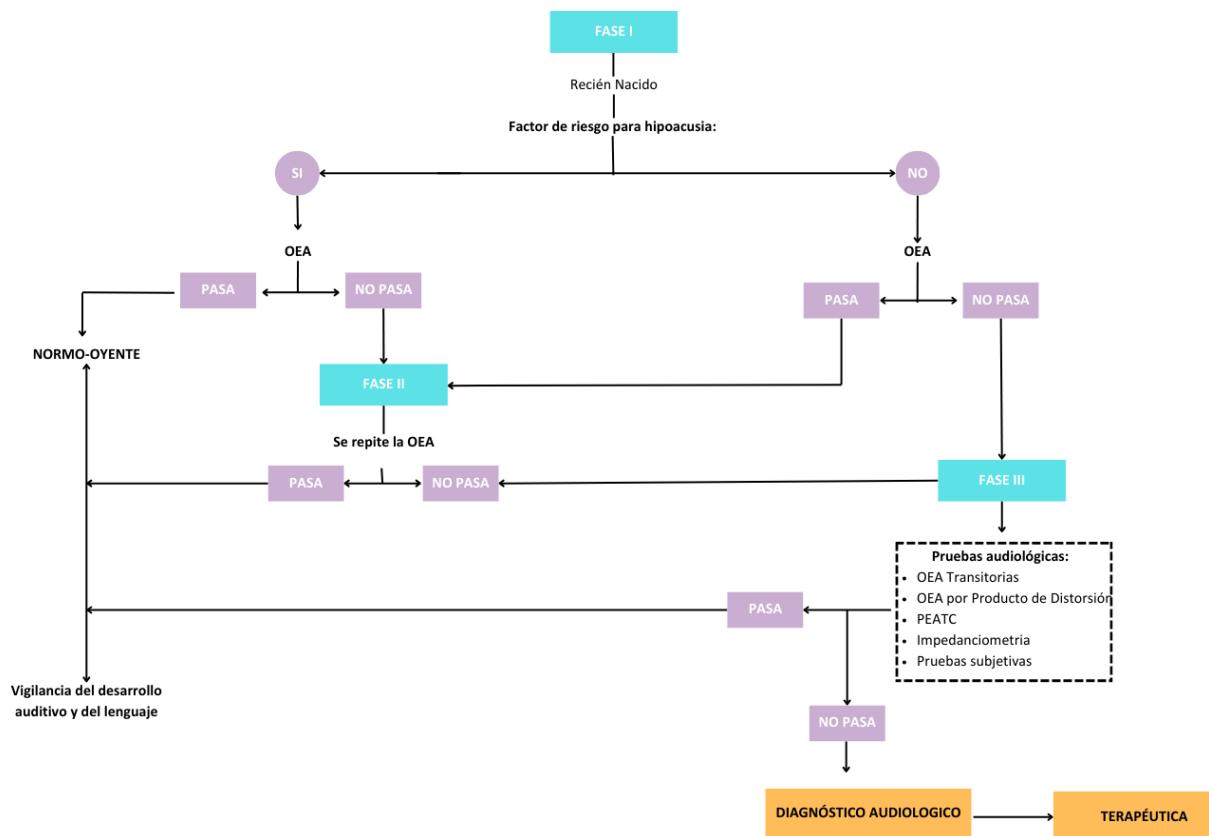 FASE I
Recién Nacido
Factor de riesgo para hipoacusia:
SI
NO
OEA
OEA
PASA
NO PASA
PASA
NO PASA
NORMO-OYENTE
FASE II
Se repite la OEA
PASA
NO PASA
FASE III
Pruebas audiológicas:
• OEA Transitorias
• OEA por Producto de Distorsión
• PEATC
• Impedanciometria
• Pruebas subjetivas
PASA
Vigilancia del desarrollo
auditivo y del lenguaje
NO PASA
DIAGNÓSTICO AUDIOLOGICO
TERAPÉUTICA